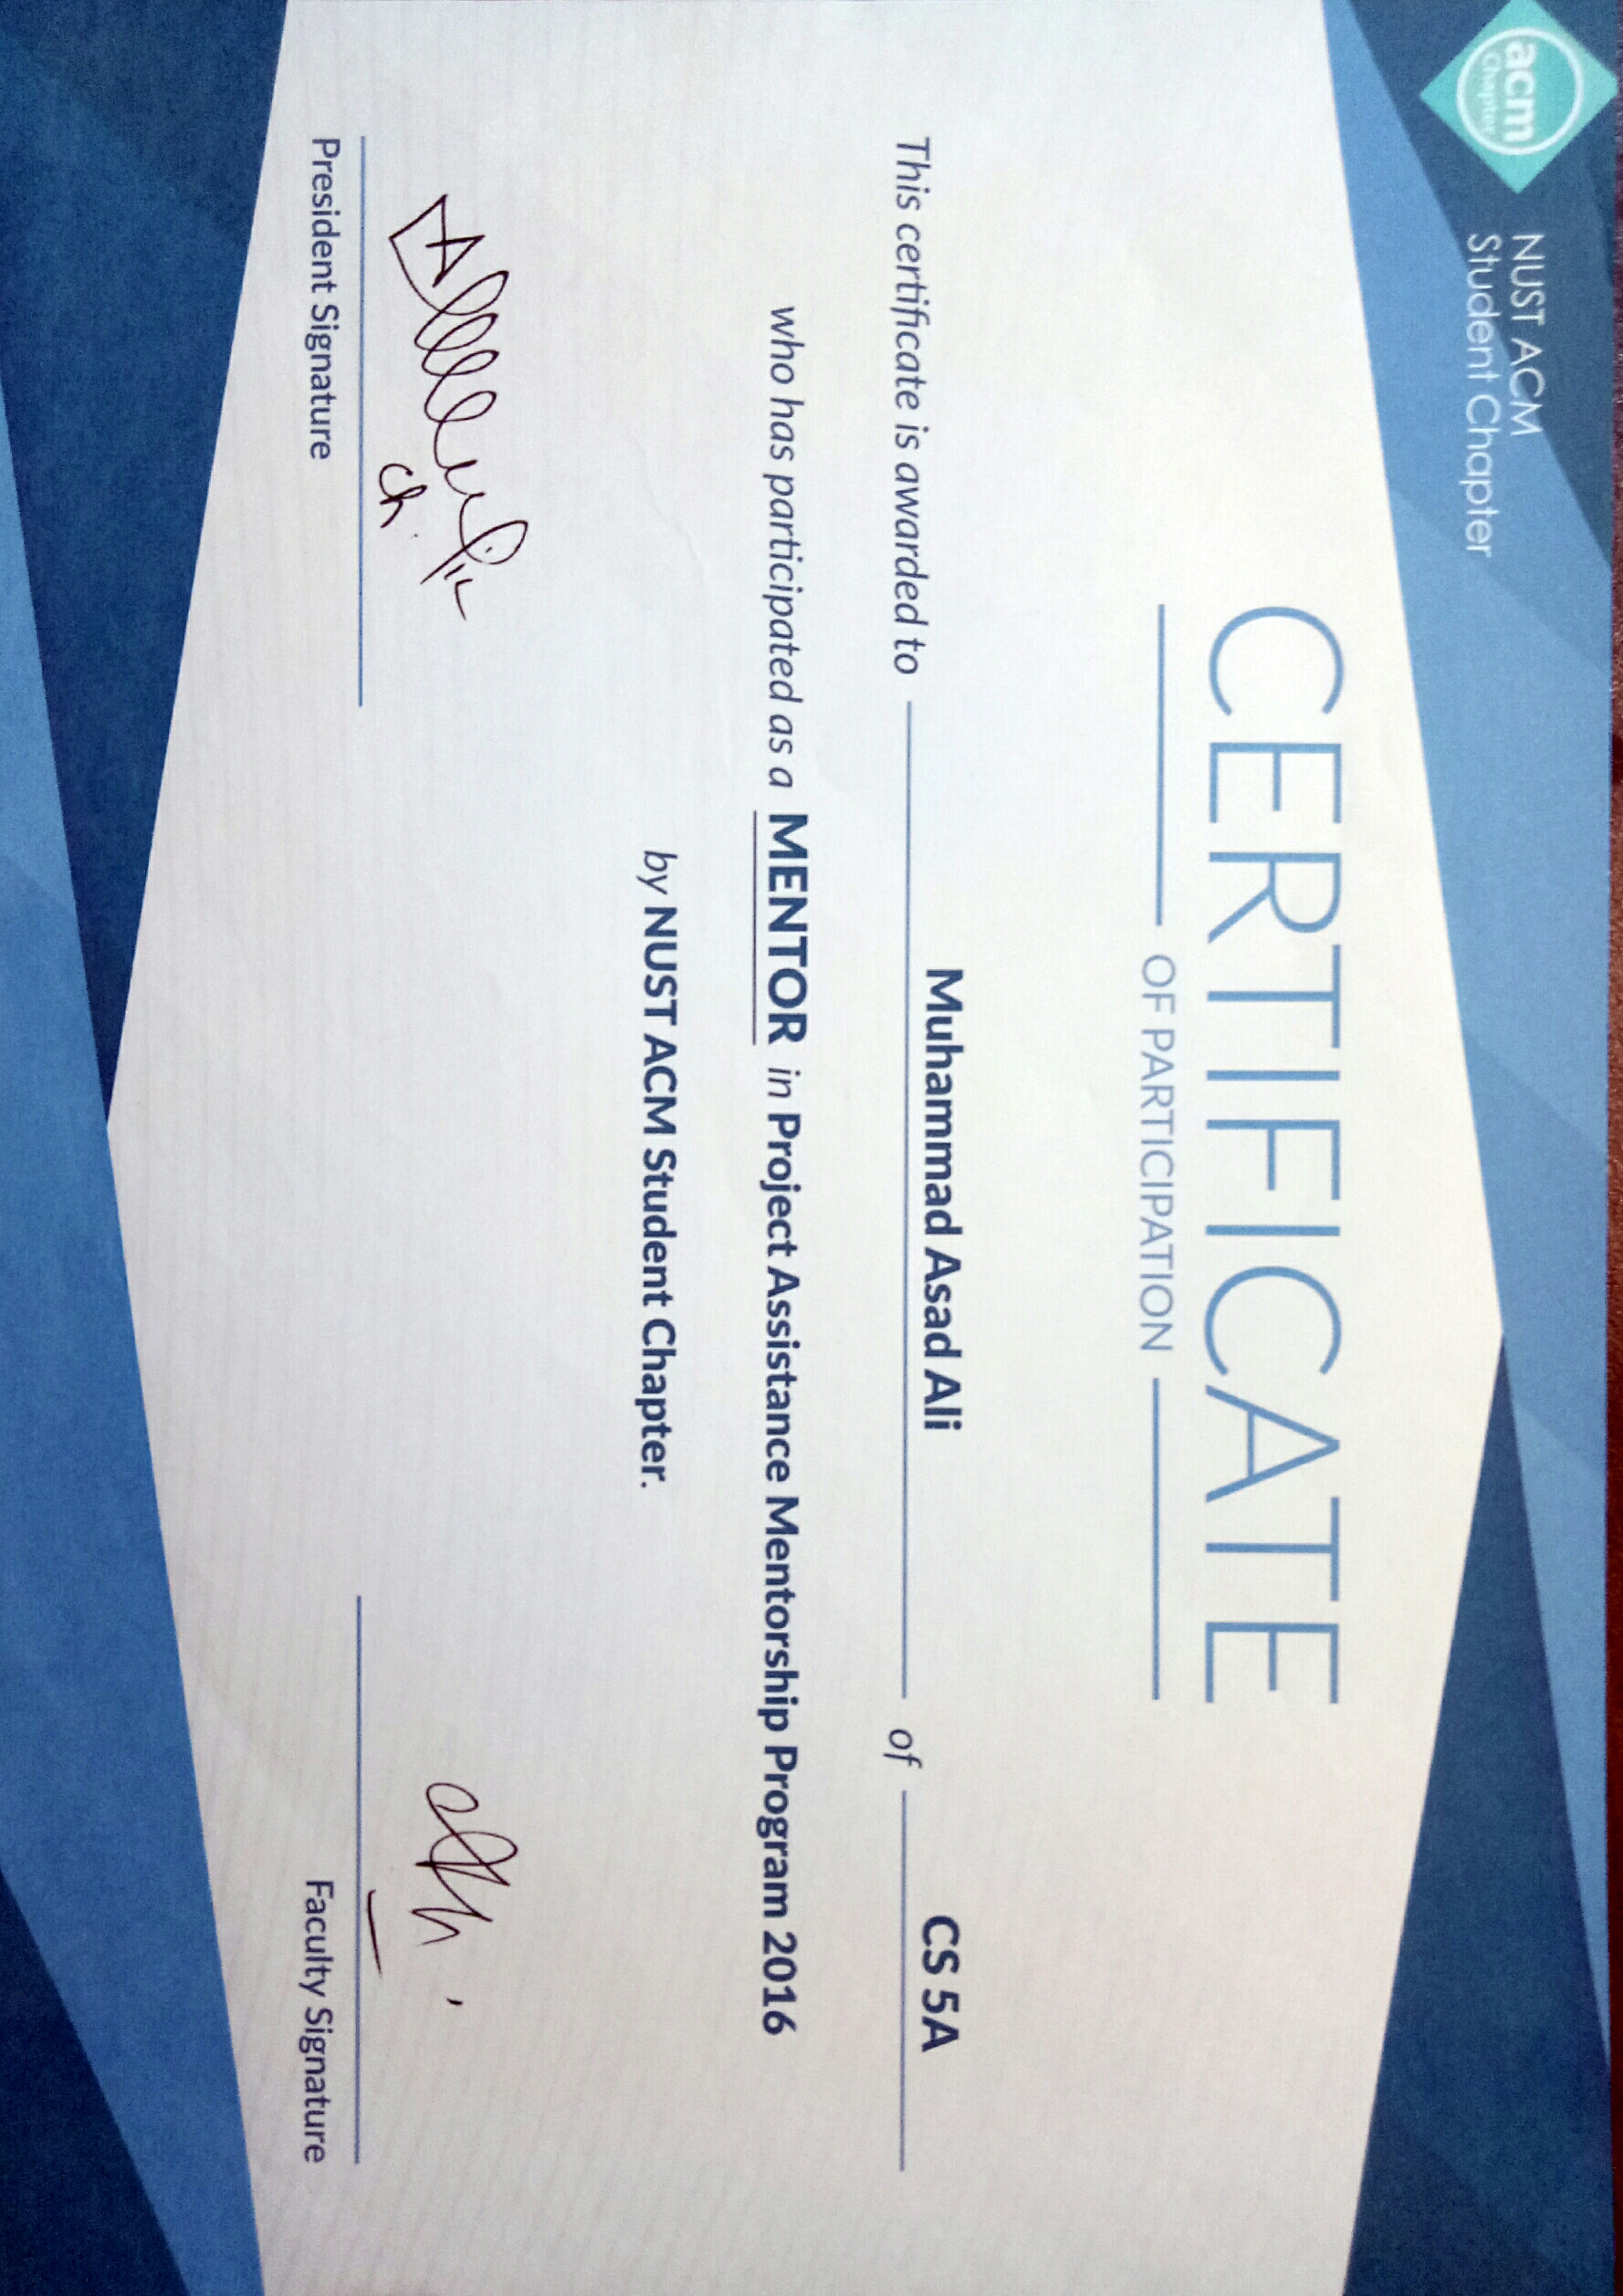 acm
Chapter
NUST ACM
Student Chapter
CERTIFICATE
OF PARTICIPATION
This certificate is awarded to Muhammad Asad Ali of CS 5A
who has participated as a MENTOR in Project Assistance Mentorship Program 2016
by NUST ACM Student Chapter.
Ch.
President Signature
Faculty Signature